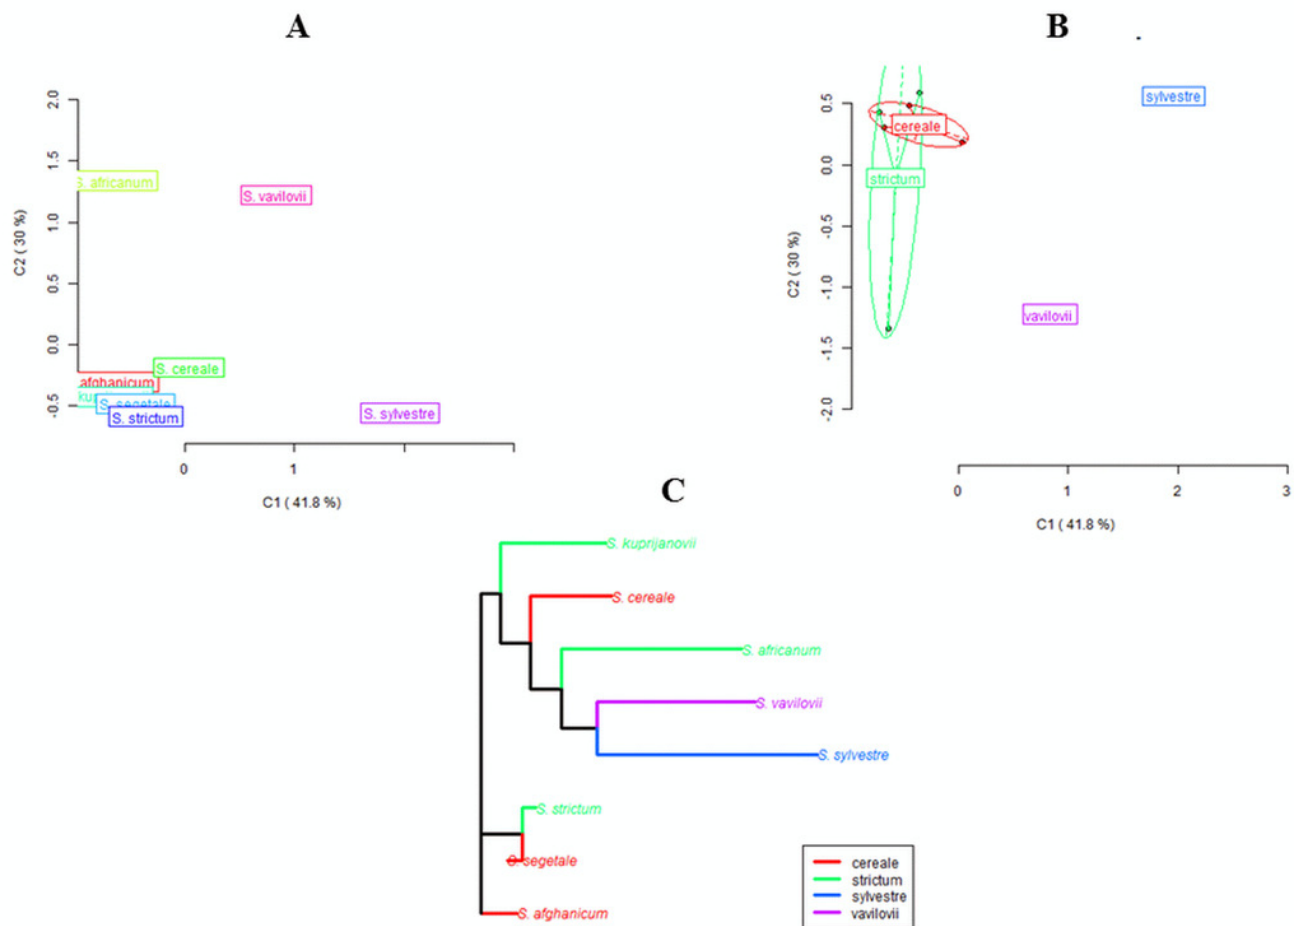 A
2.0
1.5
1.0
0.5
0.0
-0.5
C2 ( 30 %)
S. africanum
S. vavilovii
S. cereale
afghanicum
S. segetale
S. strictum
S. sylvestre
0
1
C1 ( 41.8 %)
B
0.5
0.0
-0.5
-1.0
-1.5
-2.0
C2 ( 30 %)
sylvestre
cereale
strictum
vavilovii
0
1
2
3
C1 ( 41.8 %)
C
S. kuprijanovii
S. cereale
S. africanum
S. vavilovii
S. sylvestre
S. strictum
S. segetale
S. afghanicum
cereale
strictum
sylvestre
vavilovii